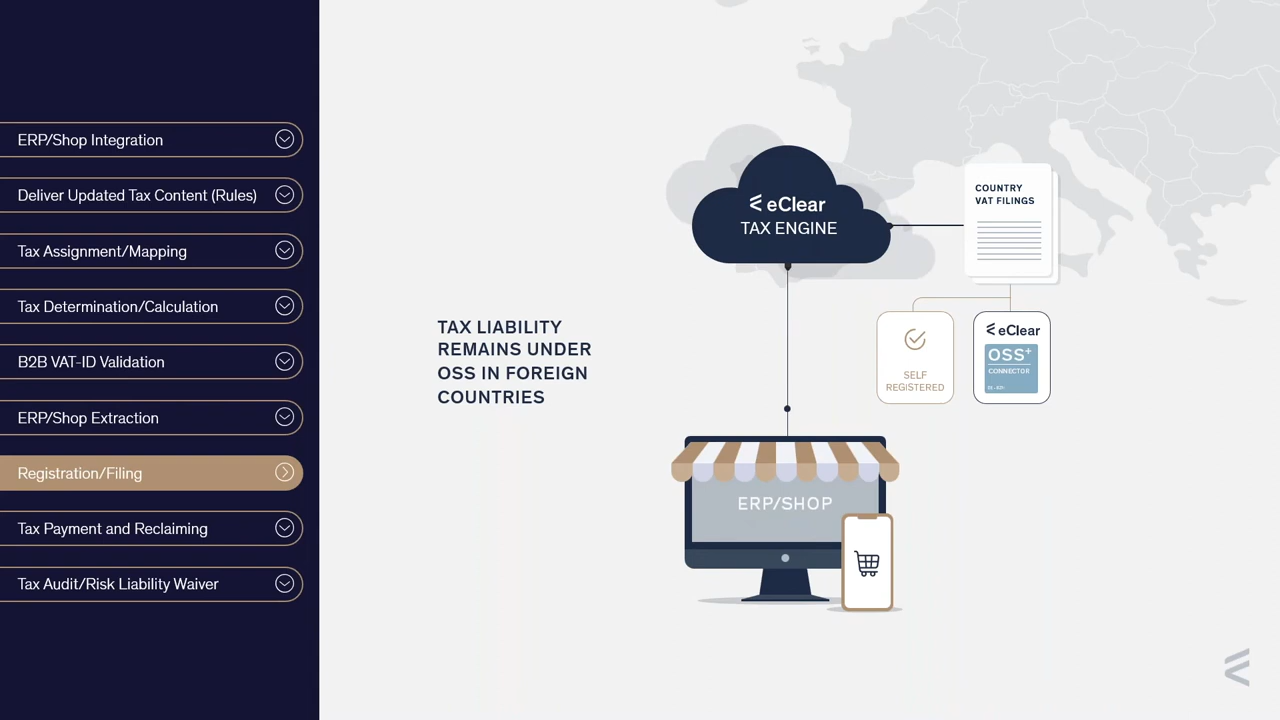 ERP/Shop Integration
Deliver Updated Tax Content (Rules)
Tax Assignment/Mapping
Tax Determination/Calculation
B2B VAT-ID Validation
ERP/Shop Extraction
Registration/Filing
Tax Payment and Reclaiming
Tax Audit/Risk Liability Waiver
TAX LIABILITY
REMAINS UNDER
OSS IN FOREIGN
COUNTRIES
eClear
TAX ENGINE
COUNTRY
VAT FILINGS
SELF
REGISTERED
eClear
OSS+
CONNECTOR
ERP/SHOP